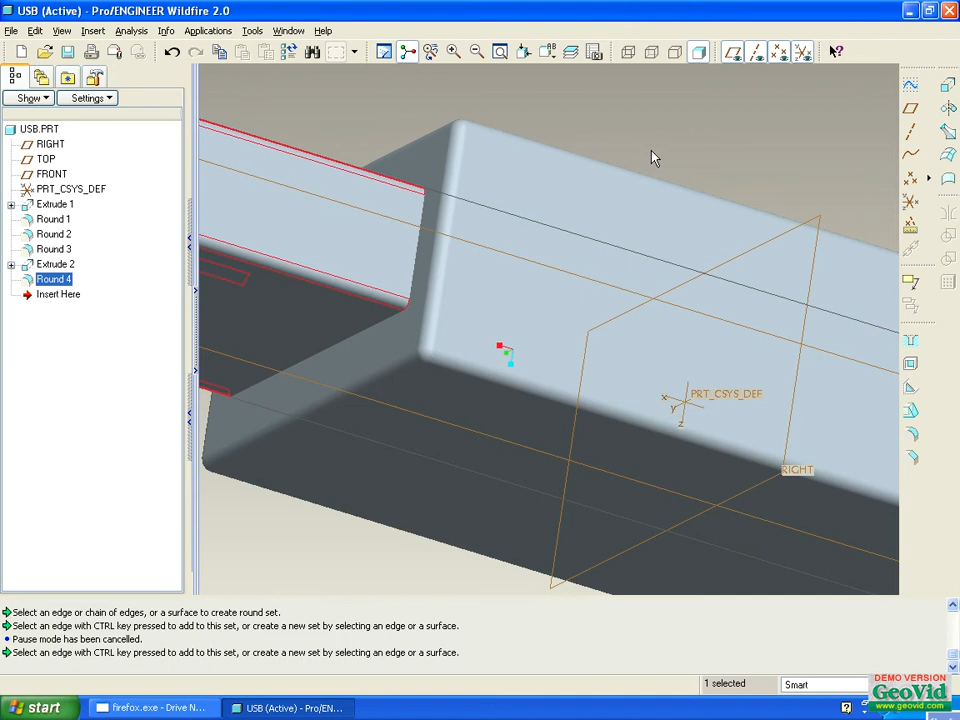 USB (Active) - Pro/ENGINEER Wildfire 2.0
File Edit View Insert Analysis Info Applications Tools Window Help
Show Settings
USB.PRT
RIGHT
TOP
FRONT
PRT_CSYS_DEF
Extrude 1
Round 1
Round 2
Round 3
Extrude 2
Round 4
Insert Here
PRT_CSYS_DEF
x
y
z
RIGHT
Select an edge or chain of edges, or a surface to create round set.
Select an edge with CTRL key pressed to add to this set, or create a new set by selecting an edge or a surface.
Pause mode has been cancelled.
Select an edge with CTRL key pressed to add to this set, or create a new set by selecting an edge or a surface.
1 selected
Smart
DEMO VERSION
GeoVid
www.geovid.com
start
firefox.exe - Drive N...
USB (Active) - Pro/EN...